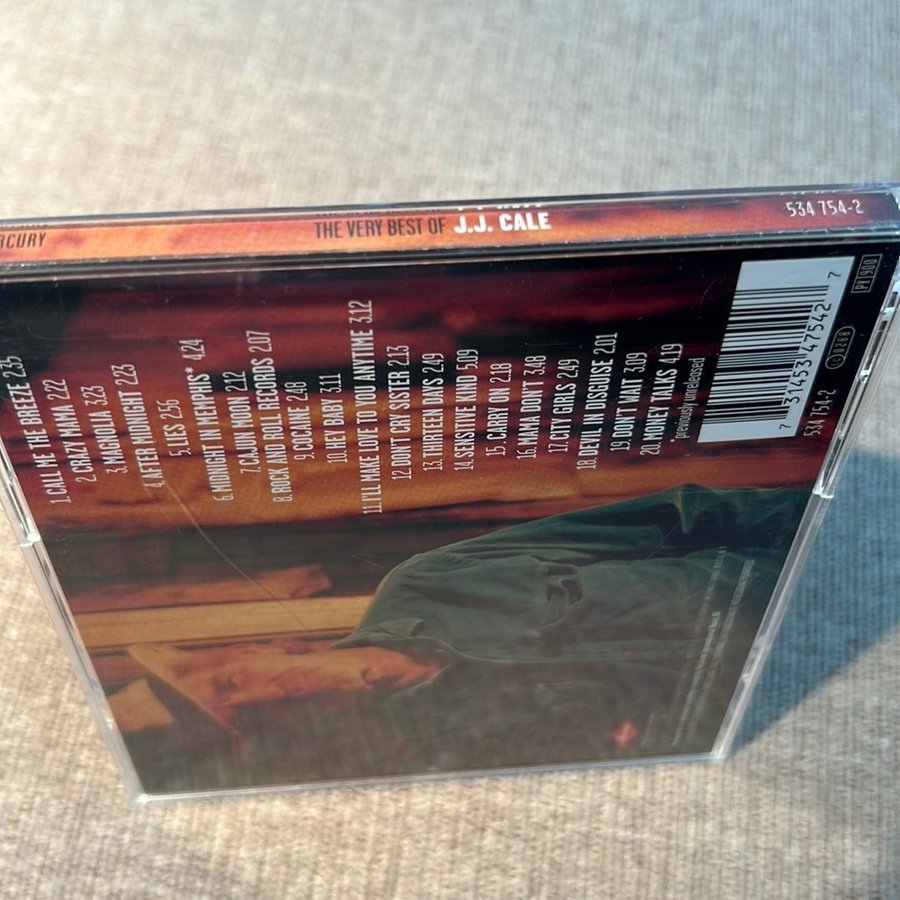 RCURY
THE VERY BEST OF J.J. CALE
534 754-2
1. CALL ME THE BREEZE 2.35
2. CRAZY MAMA 2.22
3. MAGNOLIA 3.23
4. AFTER MIDNIGHT 2.23
5. LIES 2.56
6. MIDNIGHT IN MEMPHIS* 4.24
7. CAJUN MOON 2.12
8. ROCK AND ROLL RECORDS 2.07
9. COCAINE 2.48
10. HEY BABY 3.11
11. I'LL MAKE LOVE TO YOU ANYTIME 3.12
12. DON'T CRY SISTER 2.13
13. THIRTEEN DAYS 2.49
14. SENSITIVE KIND 5.09
15. CARRY ON 2.18
16. MAMA DON'T 3.48
17. CITY GIRLS 2.49
18. DEVIL IN DISGUISE 2.01
19. DON'T WAIT 3.09
20. MONEY TALKS 4.19
* previously unreleased
7 31453 47542 7
534 754-2
PY 900